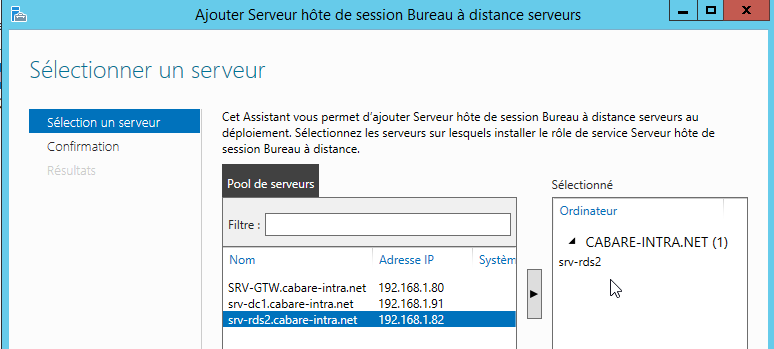 Ajouter Serveur hôte de session Bureau à distance serveurs
Sélectionner un serveur
Sélection un serveur
Confirmation
Résultats
Cet Assistant vous permet d'ajouter Serveur hôte de session Bureau à distance serveurs au
déploiement. Sélectionnez les serveurs sur lesquels installer le rôle de service Serveur hôte de
session Bureau à distance.
Pool de serveurs
Filtre :
Nom Adresse IP Systèm
SRV-GTW.cabare-intra.net 192.168.1.80
srv-dc1.cabare-intra.net 192.168.1.91
srv-rds2.cabare-intra.net 192.168.1.82
Sélectionné
Ordinateur
CABARE-INTRA.NET (1)
srv-rds2